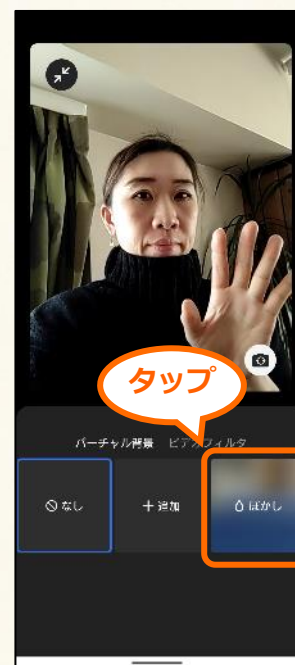 タップ
バーチャル背景 ビデオフィルタ
なし
追加
ぼかし